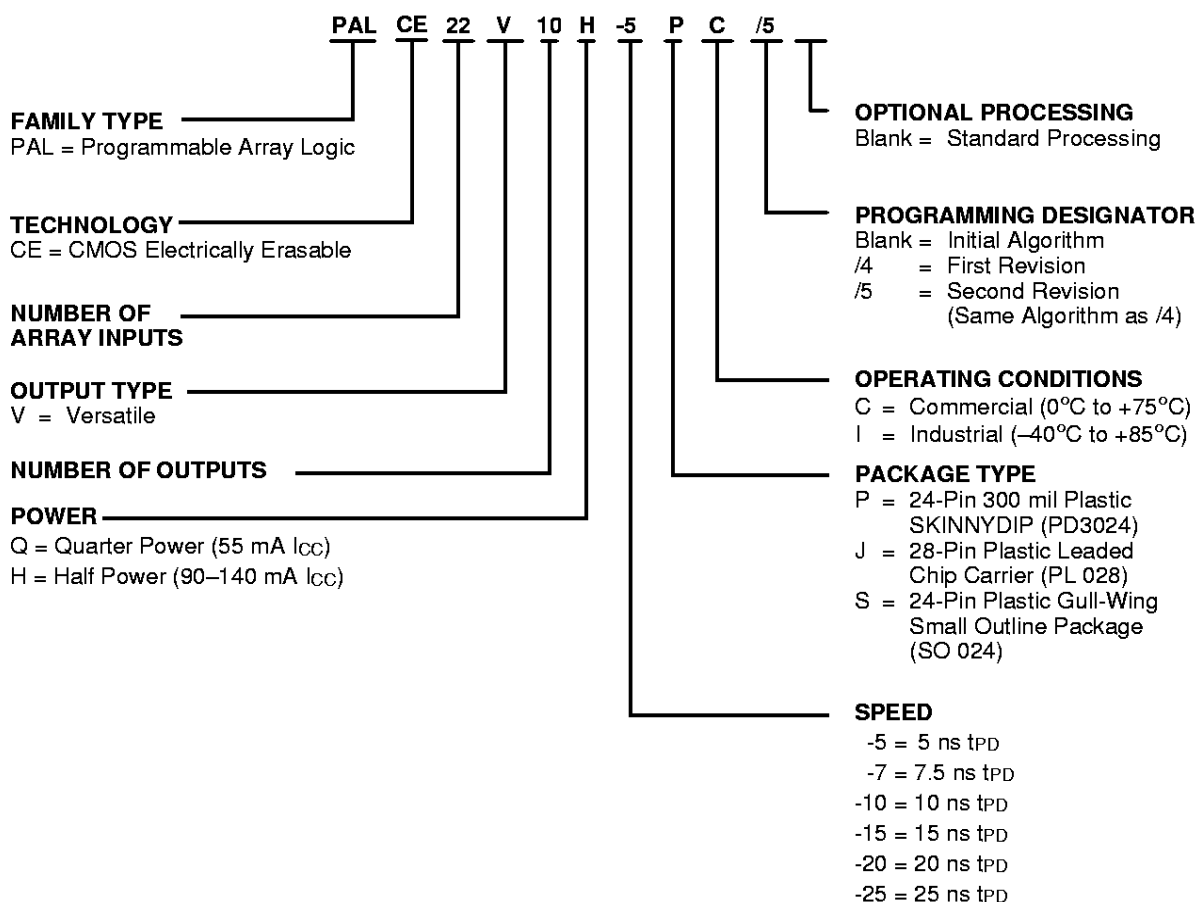 PAL CE 22 V 10 H -5 P C /5
FAMILY TYPE
PAL = Programmable Array Logic
TECHNOLOGY
CE = CMOS Electrically Erasable
NUMBER OF
ARRAY INPUTS
OUTPUT TYPE
V = Versatile
NUMBER OF OUTPUTS
POWER
Q = Quarter Power (55 mA ICC)
H = Half Power (90–140 mA ICC)
OPTIONAL PROCESSING
Blank = Standard Processing
PROGRAMMING DESIGNATOR
Blank = Initial Algorithm
/4 = First Revision
/5 = Second Revision
(Same Algorithm as /4)
OPERATING CONDITIONS
C = Commercial (0°C to +75°C)
I = Industrial (–40°C to +85°C)
PACKAGE TYPE
P = 24-Pin 300 mil Plastic
SKINNYDIP (PD3024)
J = 28-Pin Plastic Leaded
Chip Carrier (PL 028)
S = 24-Pin Plastic Gull-Wing
Small Outline Package
(SO 024)
SPEED
-5 = 5 ns tPD
-7 = 7.5 ns tPD
-10 = 10 ns tPD
-15 = 15 ns tPD
-20 = 20 ns tPD
-25 = 25 ns tPD